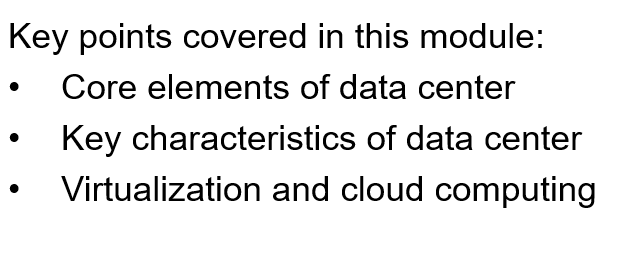 Key points covered in this module:
• Core elements of data center
• Key characteristics of data center
• Virtualization and cloud computing